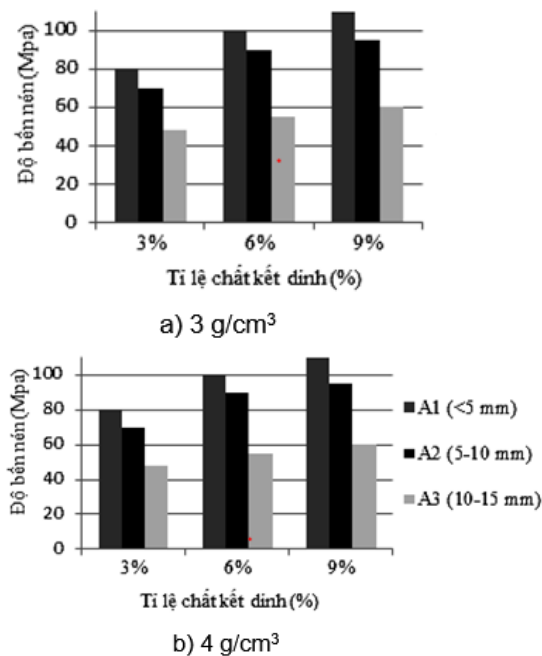 Độ bền nén (Mpa)
100
80
60
40
20
0
3% 6% 9%
Tỉ lệ chất kết dinh (%)
a) 3 g/cm³
Độ bền nén (Mpa)
100
80
60
40
20
0
3% 6% 9%
Tỉ lệ chất kết dinh (%)
A1 (<5 mm)
A2 (5-10 mm)
A3 (10-15 mm)
b) 4 g/cm³